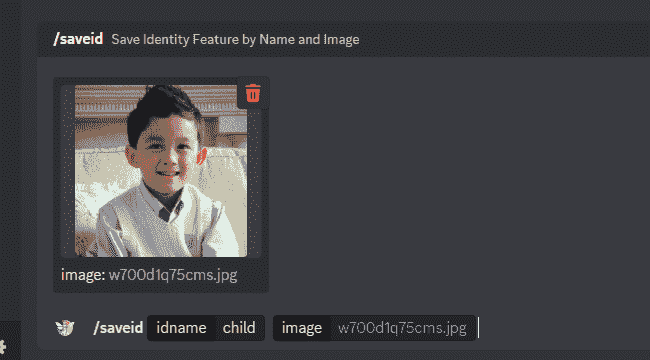 /saveid Save Identity Feature by Name and Image
image: w700d1q75cms.jpg
/saveid idname child image w700d1q75cms.jpg